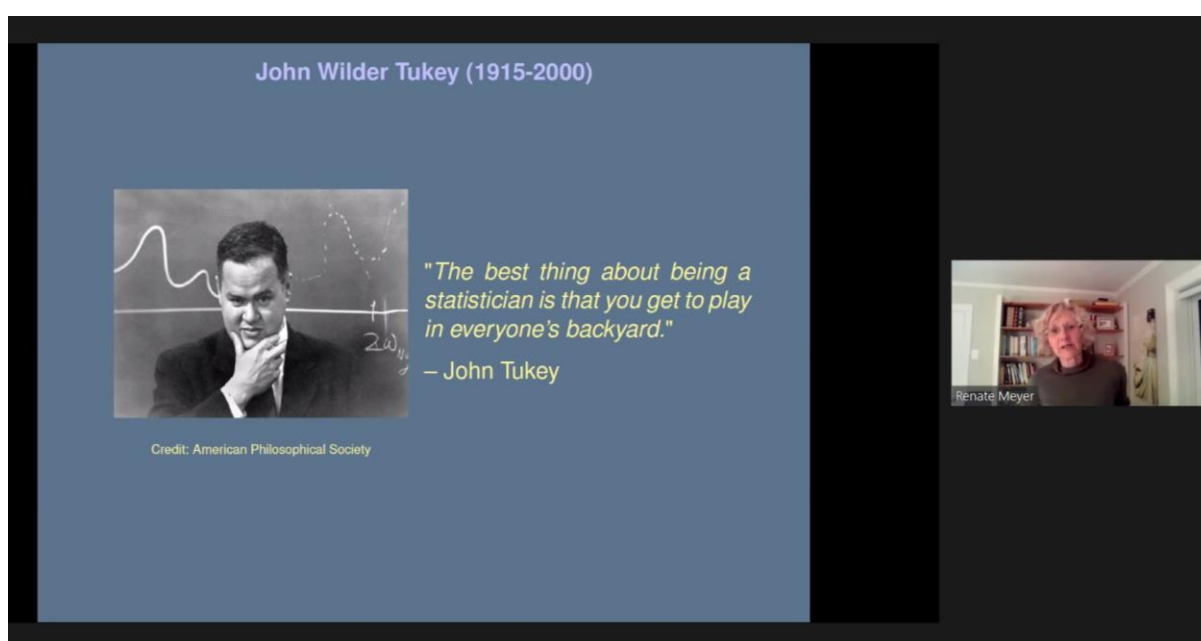 John Wilder Tukey (1915-2000)
"The best thing about being a
statistician is that you get to play
in everyone's backyard."
– John Tukey
Credit: American Philosophical Society
Renate Meyer